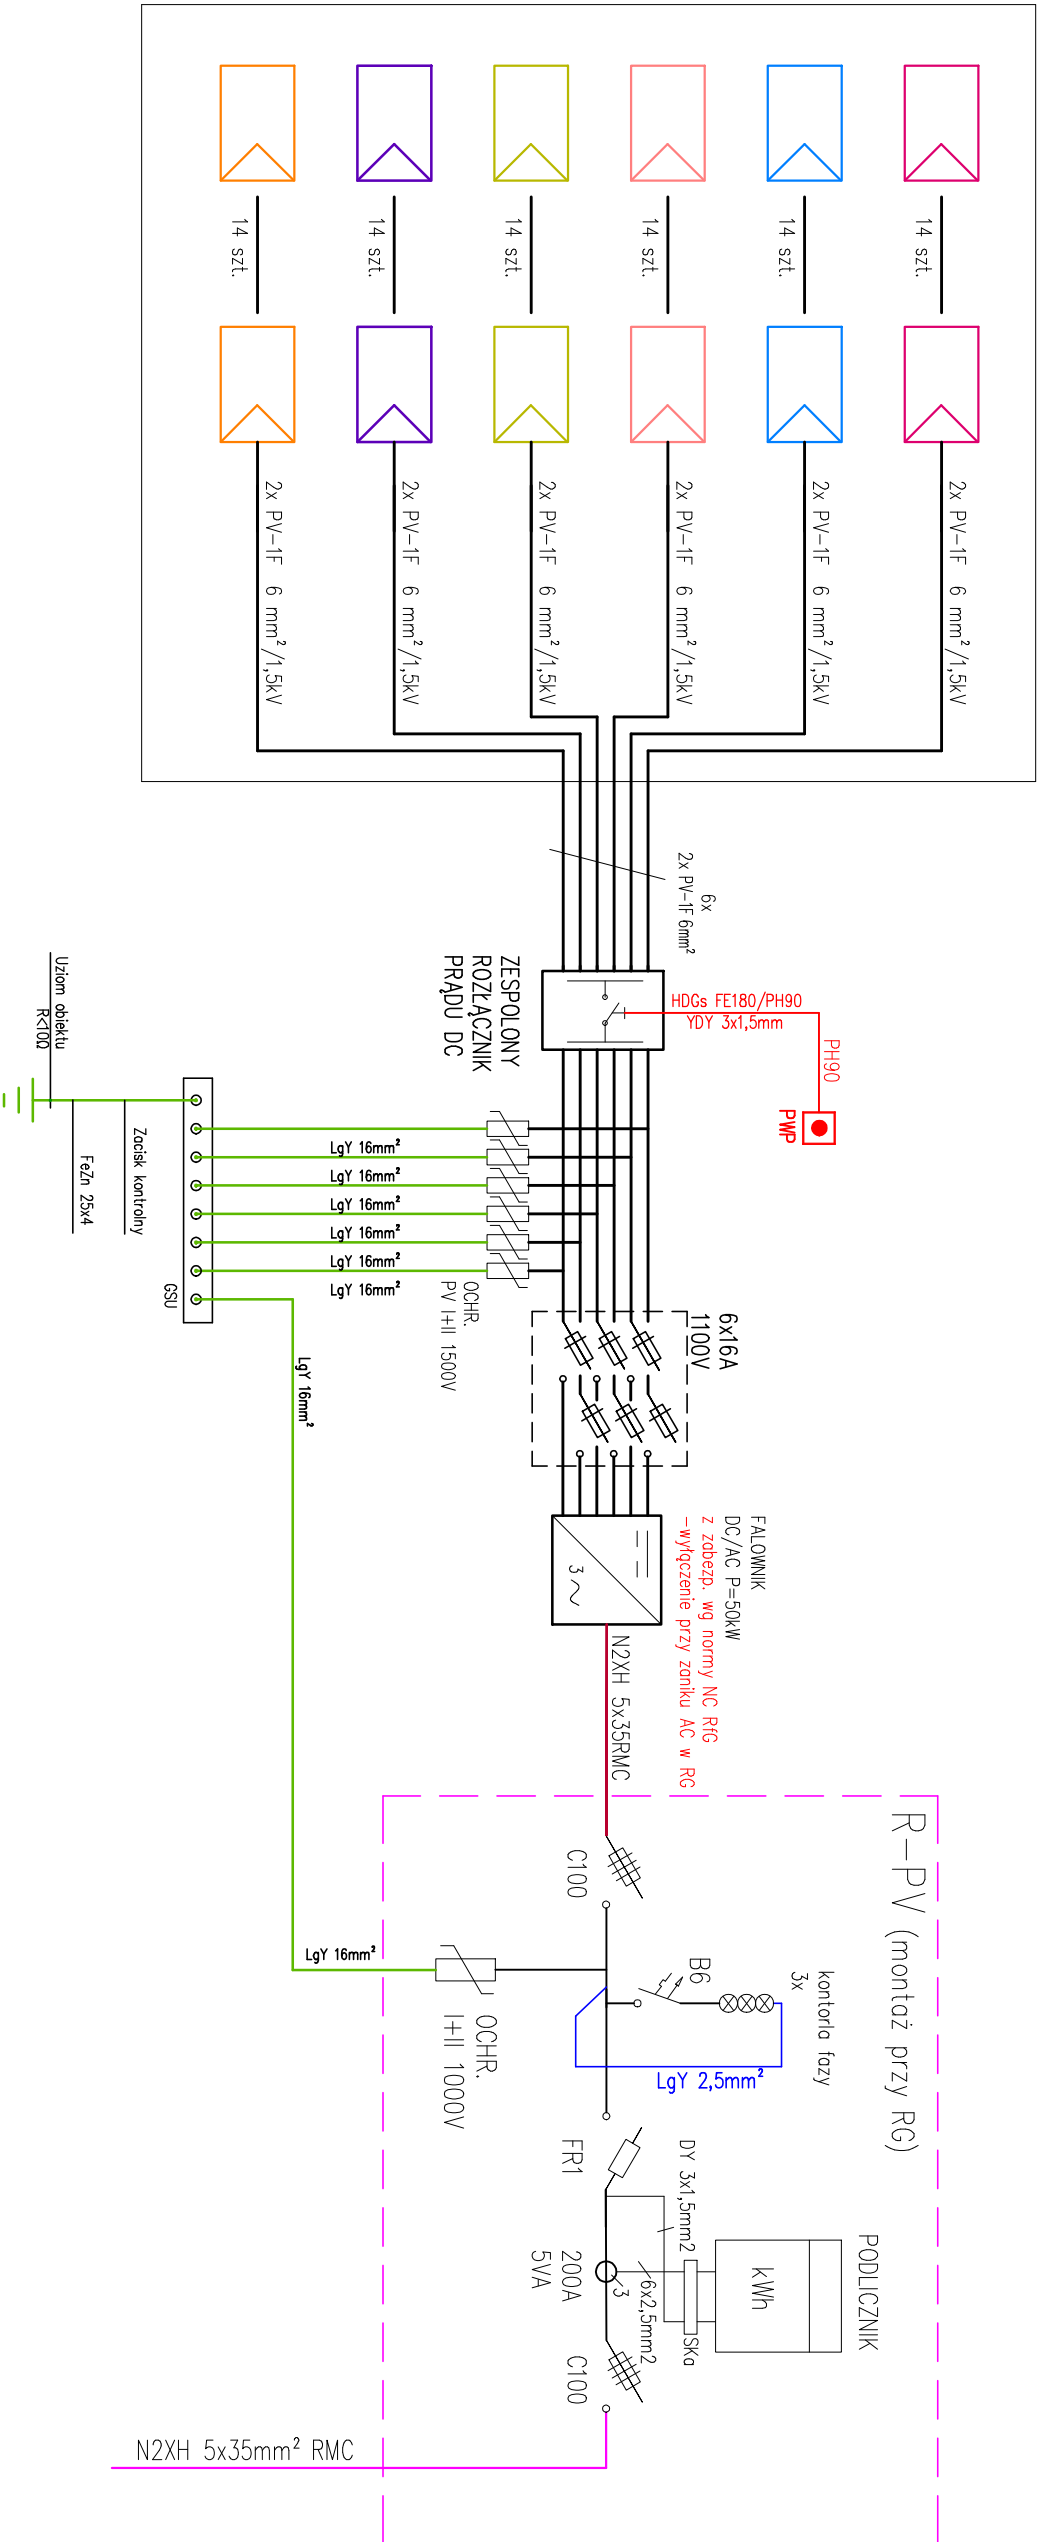 14 szt.
14 szt.
14 szt.
14 szt.
14 szt.
14 szt.
2x PV-1F 6 mm²/1,5kV
2x PV-1F 6 mm²/1,5kV
2x PV-1F 6 mm²/1,5kV
2x PV-1F 6 mm²/1,5kV
2x PV-1F 6 mm²/1,5kV
2x PV-1F 6 mm²/1,5kV
6x
2x PV-1F 6mm²
ZESPOLONY
ROZŁĄCZNIK
PRĄDU DC
HDGs FE180/PH90
YDY 3x1,5mm
PH90
PWP
Uziom obiektu
R<10Ω
Zacisk kontrolny
FeZn 25x4
GSU
LgY 16mm²
LgY 16mm²
LgY 16mm²
LgY 16mm²
LgY 16mm²
LgY 16mm²
OCHR.
PV I+II 1500V
6x16A
1100V
LgY 16mm²
FALOWNIK
DC/AC P=50kW
z zabezp. wg normy NC RfG
-wyłączenie przy zaniku AC w RG
3
N2XH 5x35RMC
R-PV (montaż przy RG)
C100
LgY 16mm²
OCHR.
I+II 1000V
B6
kontorla fazy
3x
LgY 2,5mm²
FR1
DY 3x1,5mm2
PODLICZNIK
kWh
SKa
6x2,5mm2
3
200A
5VA
C100
N2XH 5x35mm² RMC